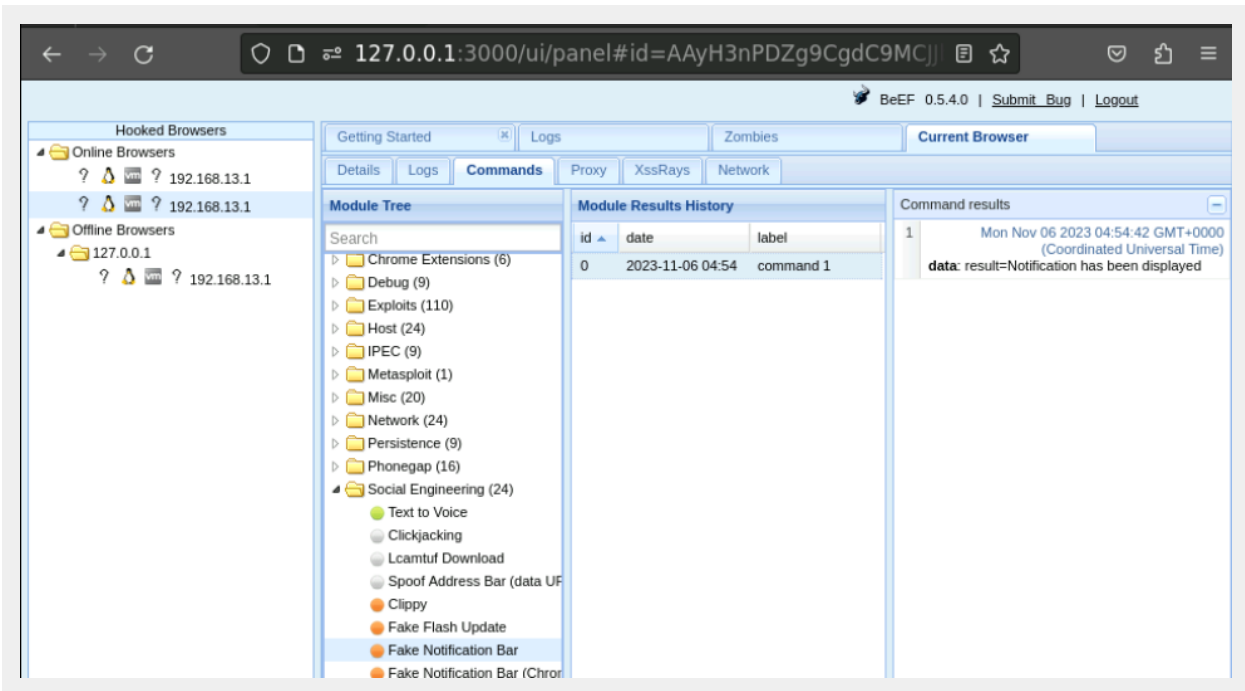 127.0.0.1:3000/ui/panel#id=AAyH3nPDZg9CgdC9MCJJ
BeEF 0.5.4.0 | Submit Bug | Logout
Hooked Browsers
Online Browsers
? vm ? 192.168.13.1
? vm ? 192.168.13.1
Offline Browsers
127.0.0.1
? vm ? 192.168.13.1
Getting Started Logs Zombies Current Browser
Details Logs Commands Proxy XssRays Network
Module Tree
Search
Chrome Extensions (6)
Debug (9)
Exploits (110)
Host (24)
IPEC (9)
Metasploit (1)
Misc (20)
Network (24)
Persistence (9)
Phonegap (16)
Social Engineering (24)
Text to Voice
Clickjacking
Lcamtuf Download
Spoof Address Bar (data UR
Clippy
Fake Flash Update
Fake Notification Bar
Fake Notification Bar (Chron
Module Results History
id date label
0 2023-11-06 04:54 command 1
Command results
1 Mon Nov 06 2023 04:54:42 GMT+0000
(Coordinated Universal Time)
data: result=Notification has been displayed